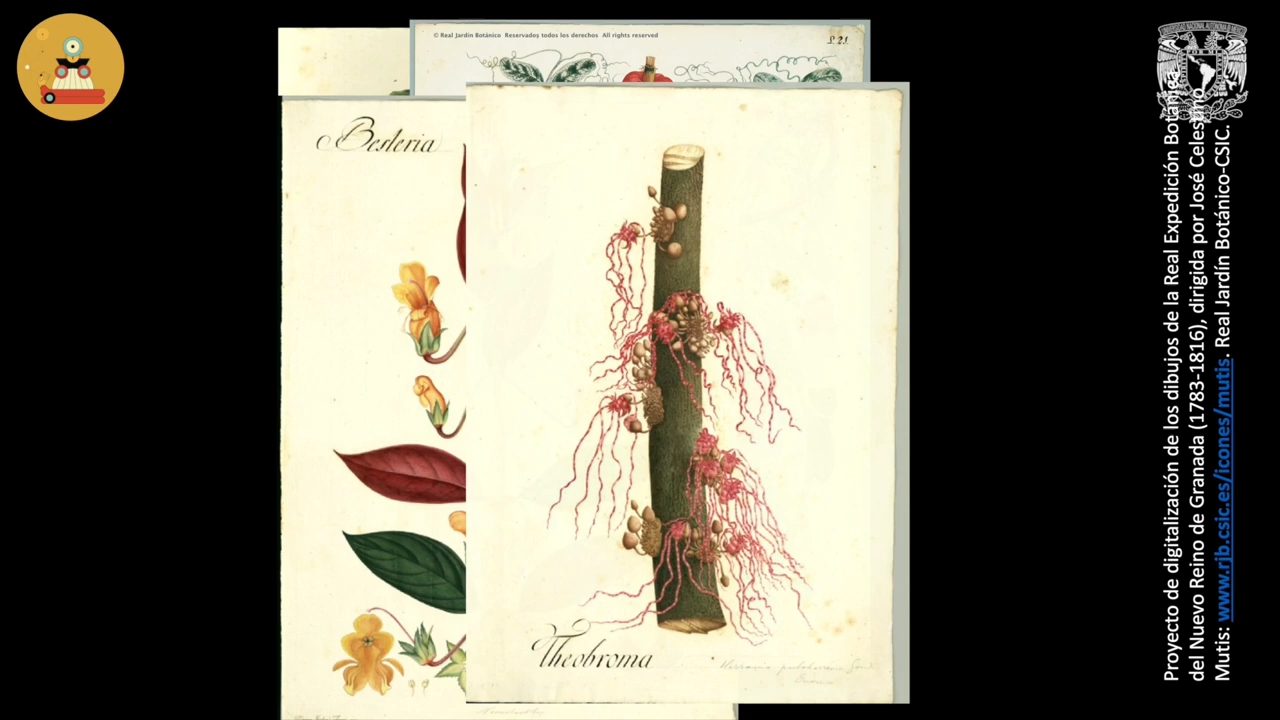 © Real Jardín Botánico Reservados todos los derechos All rights reserved
Besleria
Theobroma
Proyecto de digitalización de los dibujos de la Real Expedición Botánica
del Nuevo Reino de Granada (1783-1816), dirigida por José Celestino
Mutis: www.rjb.csic.es/icones/mutis. Real Jardín Botánico-CSIC.